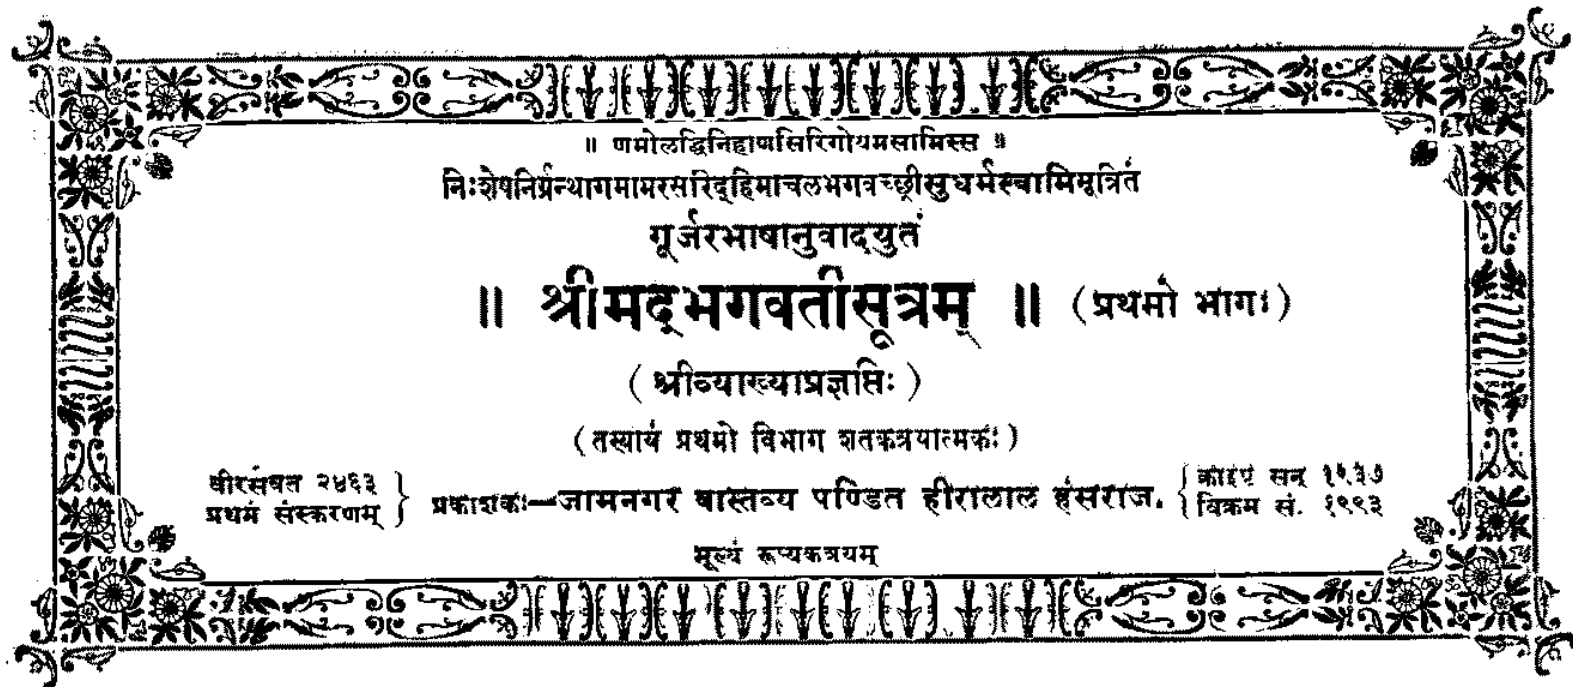 ॥ णमोलद्धिनिहाणसिरिगोयमसामिस्स ॥
निःशेषनिर्ग्रन्थागमामरसरिद्हिमाचलभगवच्छ्रीसुधर्मस्वामिसूत्रितं
गूर्जरभाषानुवादयुतं
॥ श्रीमद्भगवतीसूत्रम् ॥ (प्रथमो भागः)
(श्रीव्याख्याप्रज्ञप्तिः)
(तस्यायं प्रथमो विभाग शतकत्रयात्मकः)
वीरसंवत २४६३
प्रथमं संस्करणम्
प्रकाशकः—जामनगर वास्तव्य पण्डित हीरालाल हंसराज.
सन् १९३७
विक्रम सं. १९९३
मूल्यं रूप्यकत्रयम्